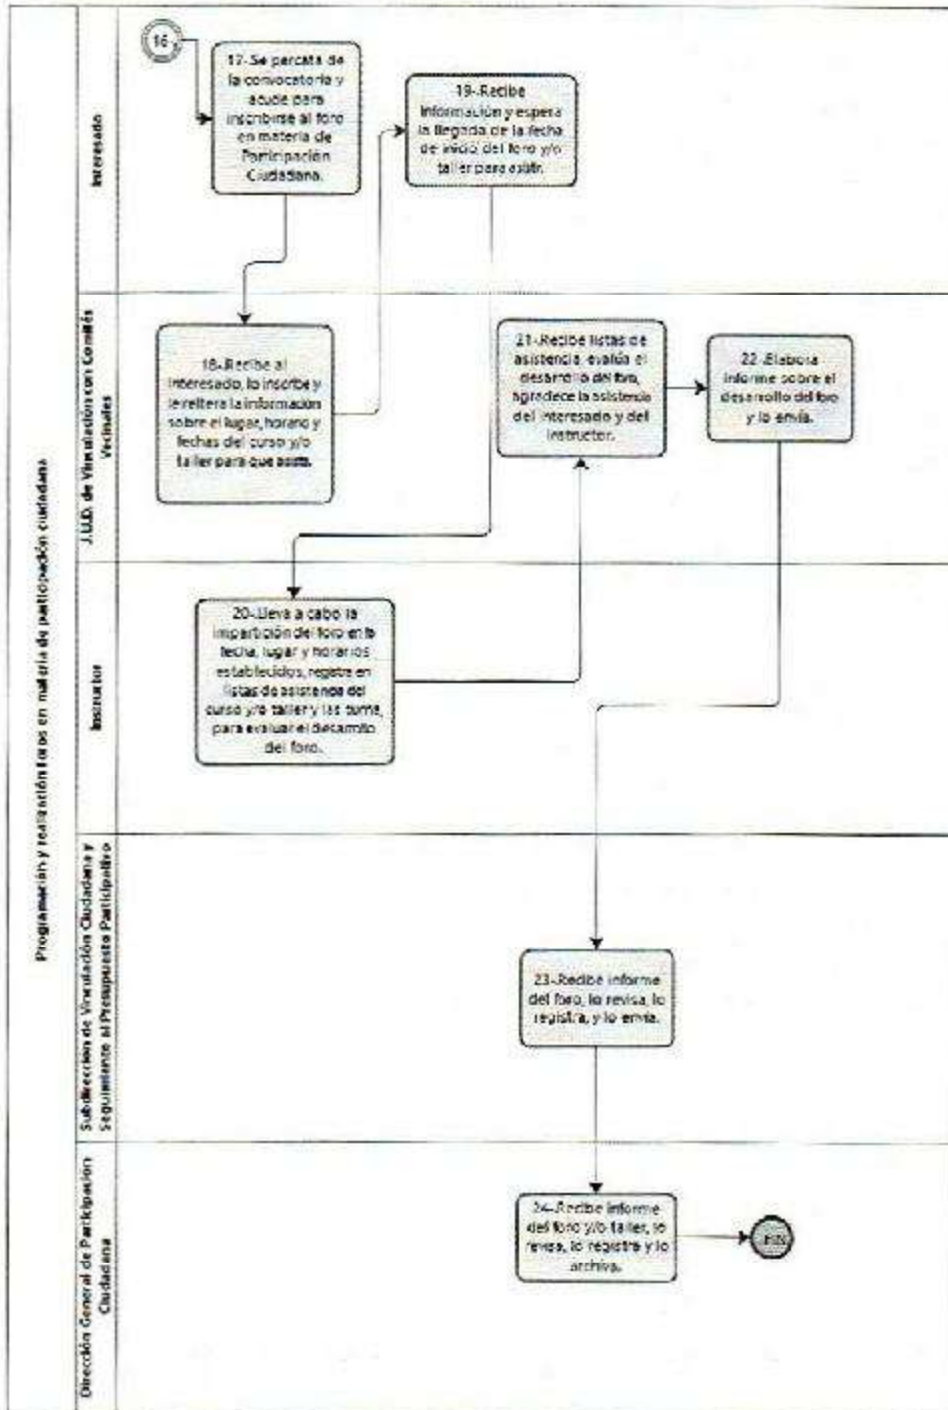 Programación y realización foros en materia de participación ciudadana
Interesado
16
17-.Se percata de
la convocatoria y
acude para
inscribirse al foro
en materia de
Participación
Ciudadana.
19-.Recibe
información y espera
la llegada de la fecha
de inicio, del foro y/o
taller para asistir.
J.U.D. de Vinculación con Comités
Vecinales
18-.Recibe al
interesado, lo inscribe y
le reitera la información
sobre el lugar, horario y
fechas del curso y/o
taller para que asista.
21-.Recibe listas de
asistencia, evalúa el
desarrollo del foro,
agradece la asistencia
del interesado y del
instructor.
22-.Elabora
informe sobre el
desarrollo del foro
y lo envía.
Instructor
20-.Lleva a cabo la
impartición del foro en la
fecha, lugar y horarios
establecidos, registra en
listas de asistencia del
curso y/o taller y las turna,
para evaluar el desarrollo
del foro.
Subdirección de Vinculación Ciudadana y
Seguimiento al Presupuesto Participativo
23-.Recibe informe
del foro, lo revisa, lo
registra, y lo envía.
Dirección General de Participación
Ciudadana
24-.Recibe informe
del foro y/o taller, lo
revisa, lo registra y lo
archiva.
FIN